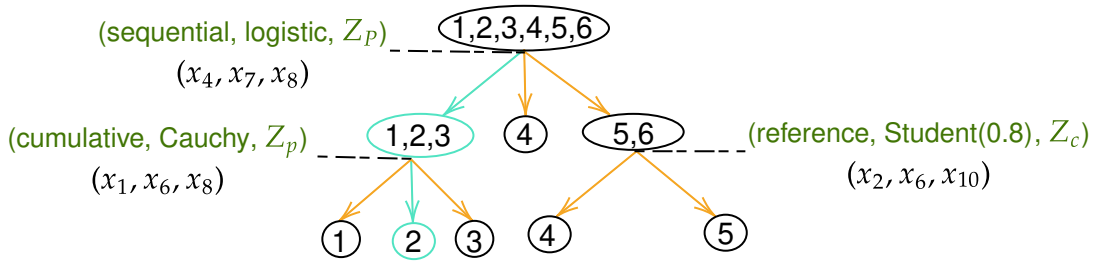 1,2,3,4,5,6
(sequential, logistic, Z_P)
(x_4, x_7, x_8)
1,2,3
4
5,6
(cumulative, Cauchy, Z_p)
(reference, Student(0.8), Z_c)
(x_1, x_6, x_8)
(x_2, x_6, x_10)
1
2
3
4
5